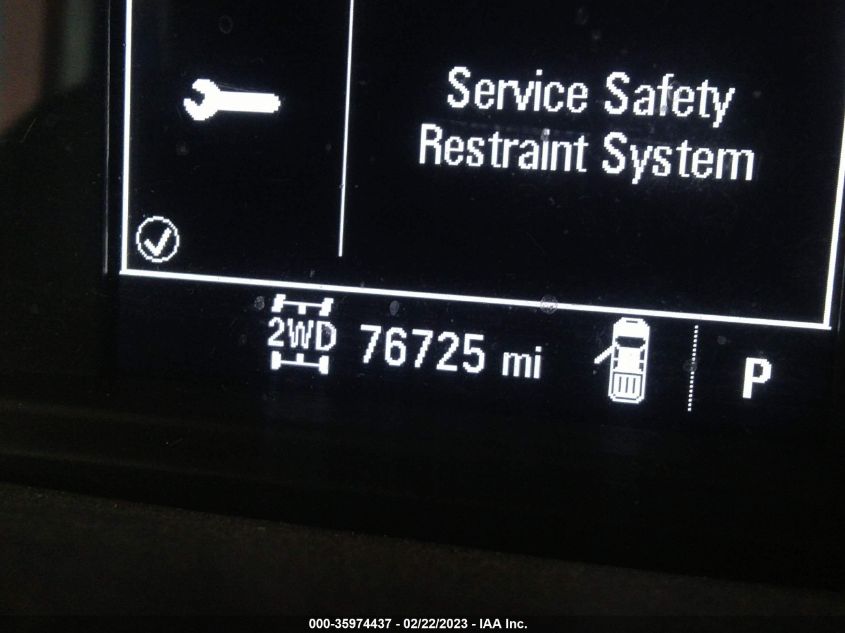 Service Safety
Restraint System
2WD 76725 mi P
000-35974437 - 02/22/2023 - IAA Inc.